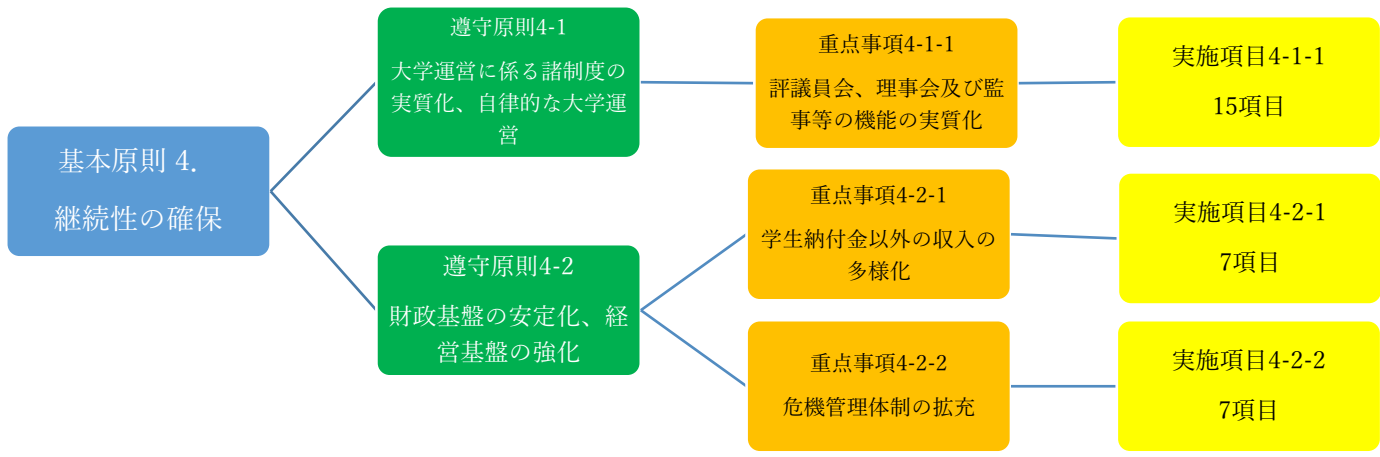 基本原則 4.
継続性の確保
遵守原則4-1
大学運営に係る諸制度の
実質化、自律的な大学運
営
遵守原則4-2
財政基盤の安定化、経
営基盤の強化
重点事項4-1-1
評議員会、理事会及び監
事等の機能の実質化
重点事項4-2-1
学生納付金以外の収入の
多様化
重点事項4-2-2
危機管理体制の拡充
実施項目4-1-1
15項目
実施項目4-2-1
7項目
実施項目4-2-2
7項目